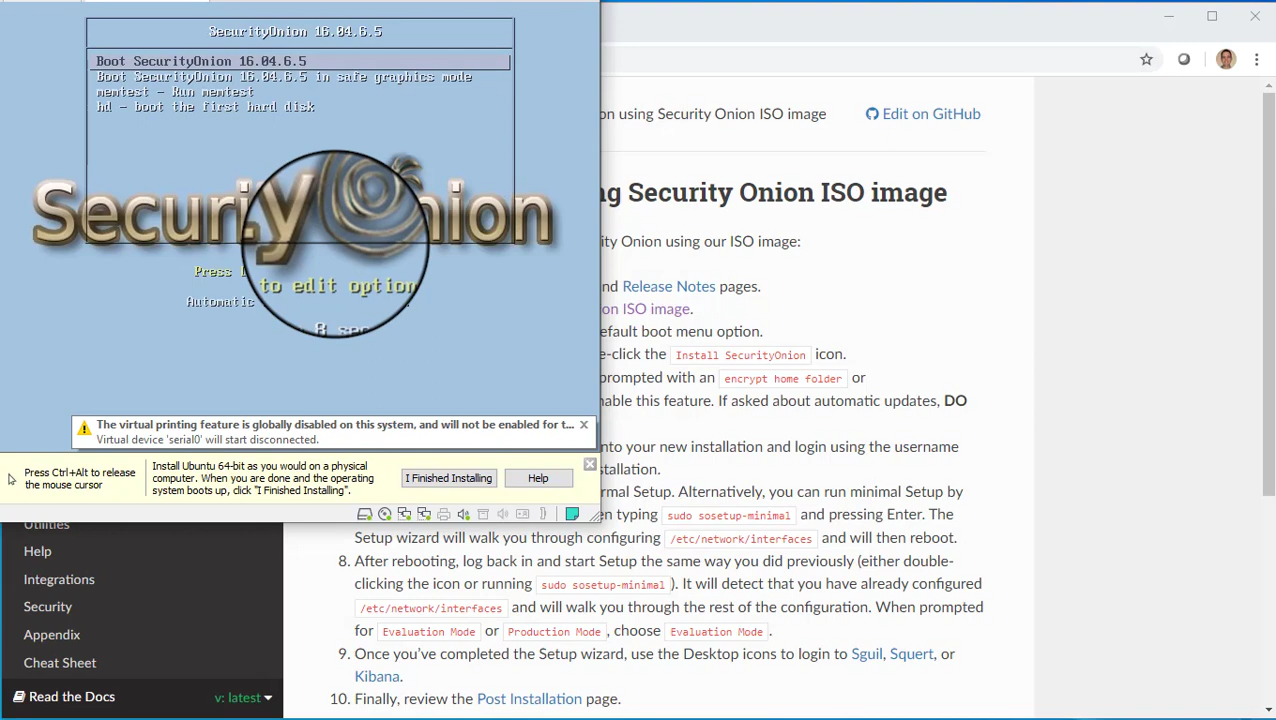 SecurityOnion 16.04.6.5
Boot SecurityOnion 16.04.6.5
Boot SecurityOnion 16.04.6.5 in safe graphics mode
memtest - Run memtest
hd - boot the first hard disk
Security Onion
Press
to edit option
Automatic
8 sec
The virtual printing feature is globally disabled on this system, and will not be enabled for t...
Virtual device 'serial0' will start disconnected.
Press Ctrl+Alt to release
the mouse cursor
Install Ubuntu 64-bit as you would on a physical
computer. When you are done and the operating
system boots up, click "I Finished Installing".
I Finished Installing
Help
on using Security Onion ISO image
Edit on GitHub
ng Security Onion ISO image
ity Onion using our ISO image:
nd Release Notes pages.
on ISO image.
efault boot menu option.
e-click the Install SecurityOnion icon.
prompted with an encrypt home folder or
nable this feature. If asked about automatic updates, DO
nto your new installation and login using the username
stallation.
rmal Setup. Alternatively, you can run minimal Setup by
en typing sudo sosetup-minimal and pressing Enter. The
Setup wizard will walk you through configuring /etc/network/interfaces and will then reboot.
8. After rebooting, log back in and start Setup the same way you did previously (either double-
clicking the icon or running sudo sosetup-minimal ). It will detect that you have already configured
/etc/network/interfaces and will walk you through the rest of the configuration. When prompted
for Evaluation Mode or Production Mode , choose Evaluation Mode .
9. Once you've completed the Setup wizard, use the Desktop icons to login to Sguil, Squert, or
Kibana.
10. Finally, review the Post Installation page.
Utilities
Help
Integrations
Security
Appendix
Cheat Sheet
Read the Docs
v: latest